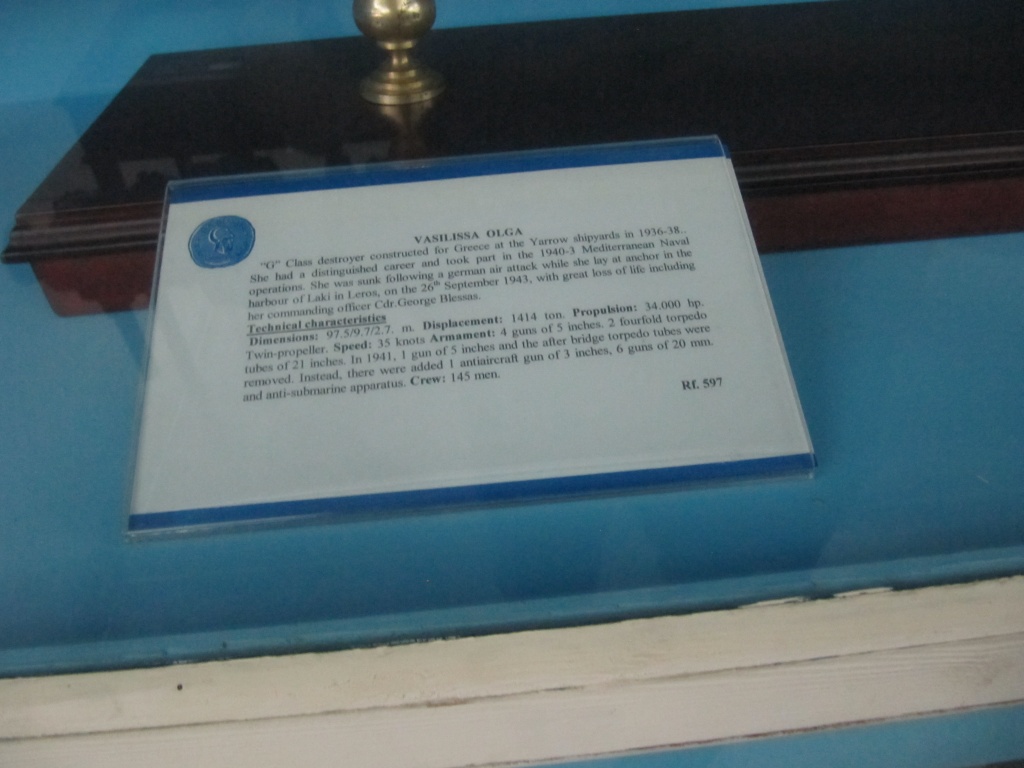 VASILISSA OLGA
"G" Class destroyer constructed for Greece at the Yarrow shipyards in 1936-38..
She had a distinguished career and took part in the 1940-3 Mediterranean Naval
operations. She was sunk following a german air attack while she lay at anchor in the
harbour of Laki in Leros, on the 26th September 1943, with great loss of life including
her commanding officer Cdr.George Blessas.
Technical characteristics
Dimensions: 97.5/9.7/2.7. m. Displacement: 1414 ton. Propulsion: 34.000 hp.
Twin-propeller. Speed: 35 knots Armament: 4 guns of 5 inches. 2 fourfold torpedo
tubes of 21 inches. In 1941, 1 gun of 5 inches and the after bridge torpedo tubes were
removed. Instead, there were added 1 antiaircraft gun of 3 inches, 6 guns of 20 mm.
and anti-submarine apparatus. Crew: 145 men.
Rf. 597